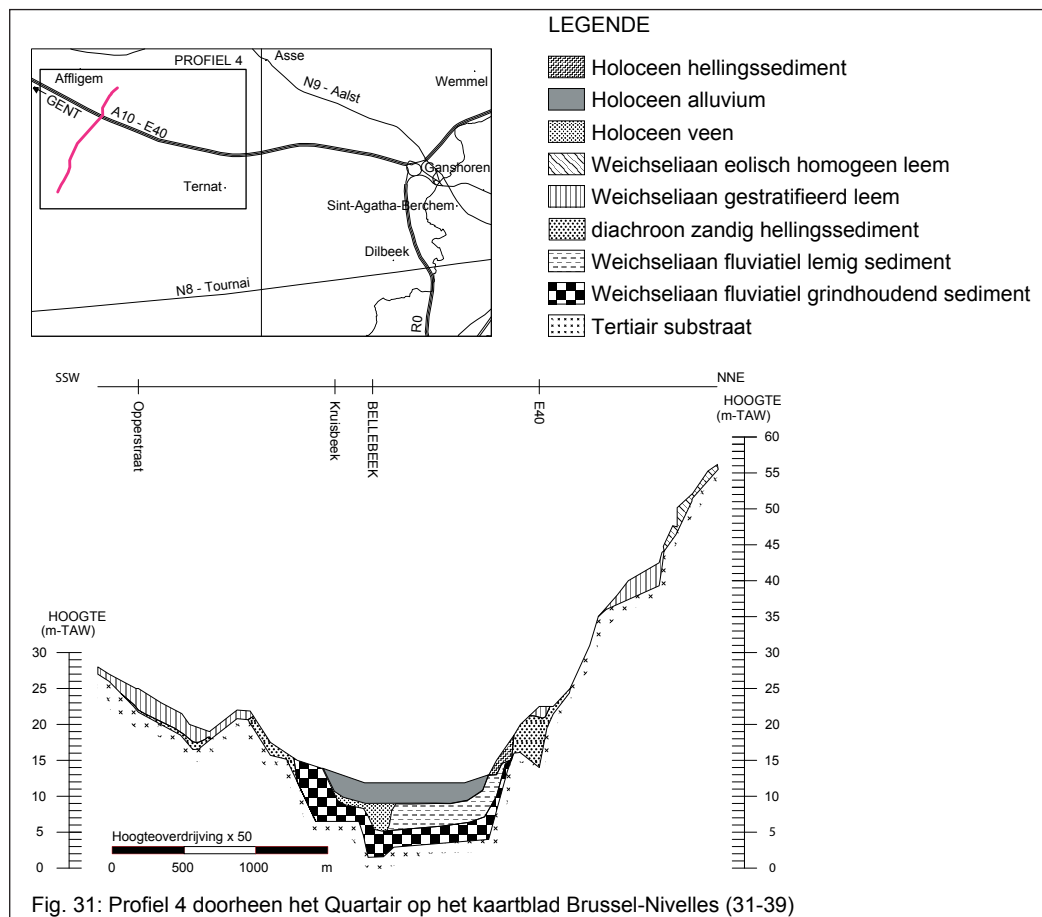 PROFIEL 4
Asse
Affligem
Wemmel
N9 - Aalst
GENT
A10 - E40
Ganshoren
Ternat
Sint-Agatha-Berchem
Dilbeek
N8 - Tournai
R0
LEGENDE
Holoceen hellingssediment
Holoceen alluvium
Holoceen veen
Weichseliaan eolisch homogeen leem
Weichseliaan gestratifieerd leem
diachroon zandig hellingssediment
Weichseliaan fluviatiel lemig sediment
Weichseliaan fluviatiel grindhoudend sediment
Tertiair substraat
SSW
NNE
Opperstraat
Kruisbeek
BELLEBEEK
E40
HOOGTE
(m-TAW)
60
55
50
45
40
35
30
25
20
15
10
5
0
HOOGTE
(m-TAW)
30
25
20
15
10
5
0
Hoogteoverdrijving x 50
0 500 1000 m
Fig. 31: Profiel 4 doorheen het Quartair op het kaartblad Brussel-Nivelles (31-39)